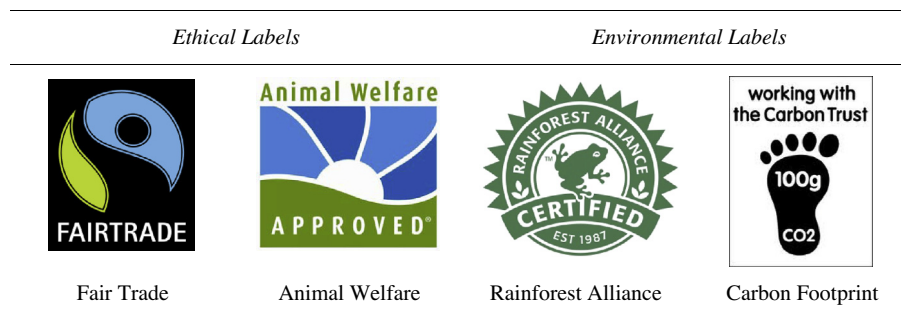 Ethical Labels
Environmental Labels
FAIRTRADE
Animal Welfare
APPROVED®
RAINFOREST ALLIANCE
TM
CERTIFIED
EST 1987
working with
the Carbon Trust
100g
CO2
Fair Trade
Animal Welfare
Rainforest Alliance
Carbon Footprint